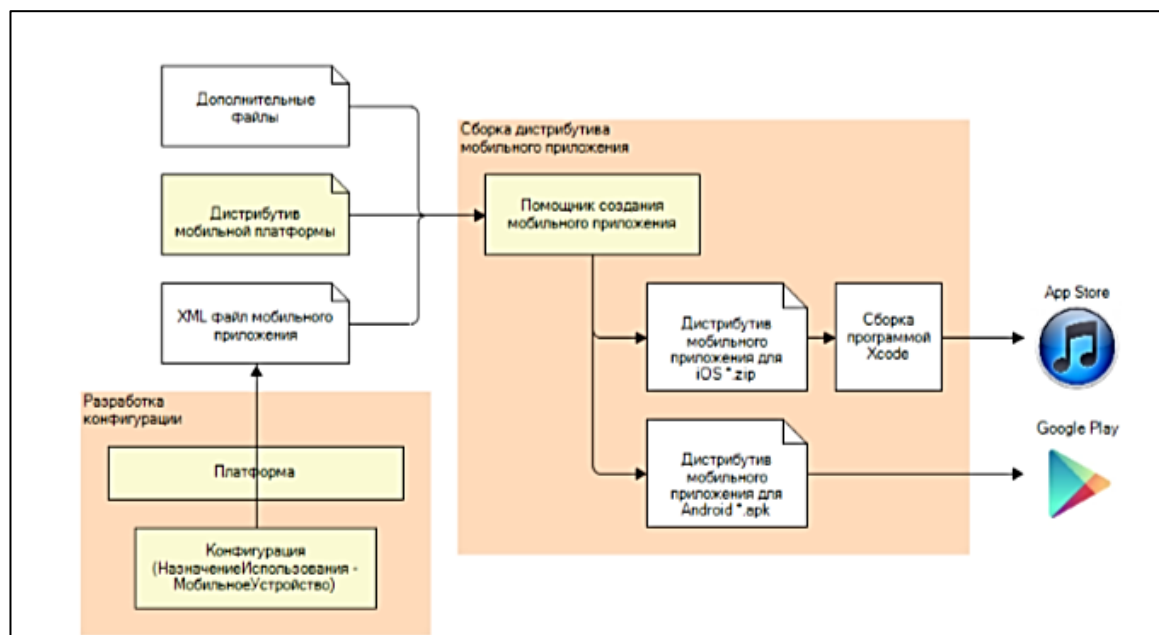 Дополнительные
файлы
Сборка дистрибутива
мобильного приложения
Дистрибутив
мобильной платформы
Помощник создания
мобильного приложения
XML файл мобильного
приложения
Дистрибутив
мобильного
приложения для
iOS *.zip
Сборка
программой
Xcode
App Store
Разработка
конфигурации
Платформа
Конфигурация
(НазначениеИспользования -
МобильноеУстройство)
Дистрибутив
мобильного
приложения для
Android *.apk
Google Play